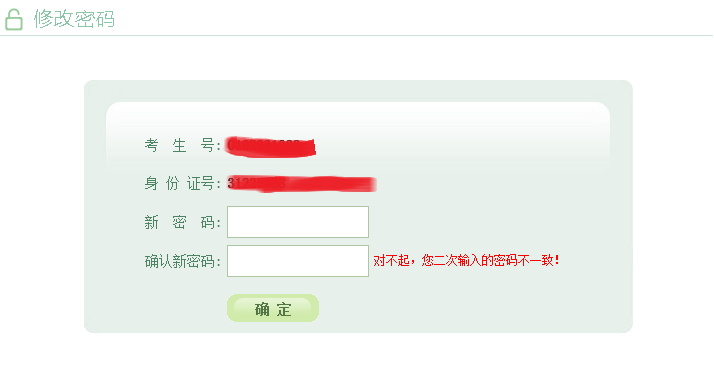 修改密码
考 生 号:
身 份 证号:
新 密 码:
确认新密码: 对不起，您二次输入的密码不一致!
确 定